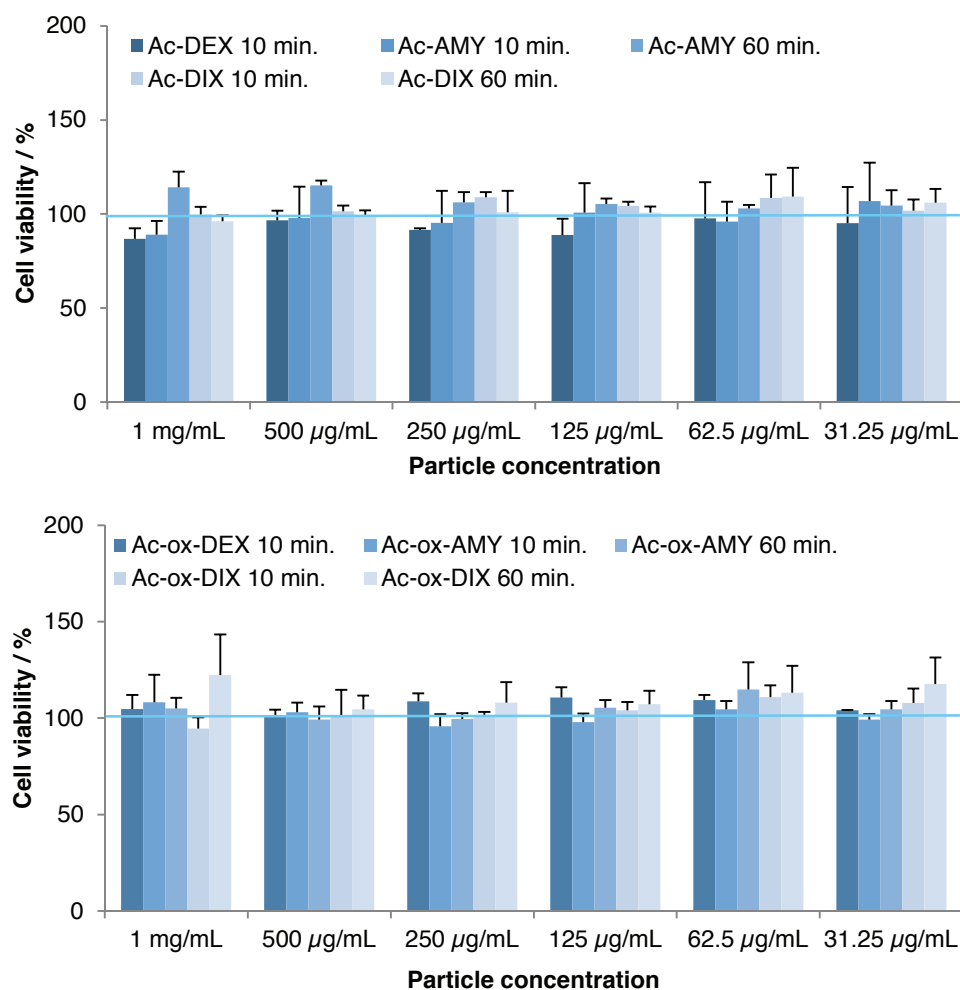 200
Ac-DEX 10 min. Ac-AMY 10 min. Ac-AMY 60 min.
Ac-DIX 10 min. Ac-DIX 60 min.
150
Cell viability / %
100
50
0
1 mg/mL 500 µg/mL 250 µg/mL 125 µg/mL 62.5 µg/mL 31.25 µg/mL
Particle concentration
200
Ac-ox-DEX 10 min. Ac-ox-AMY 10 min. Ac-ox-AMY 60 min.
Ac-ox-DIX 10 min. Ac-ox-DIX 60 min.
150
Cell viability / %
100
50
0
1 mg/mL 500 µg/mL 250 µg/mL 125 µg/mL 62.5 µg/mL 31.25 µg/mL
Particle concentration